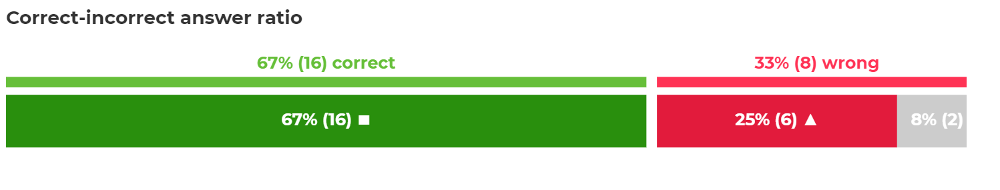 Correct-incorrect answer ratio
67% (16) correct
33% (8) wrong
67% (16) ■
25% (6) ▲
8% (2)